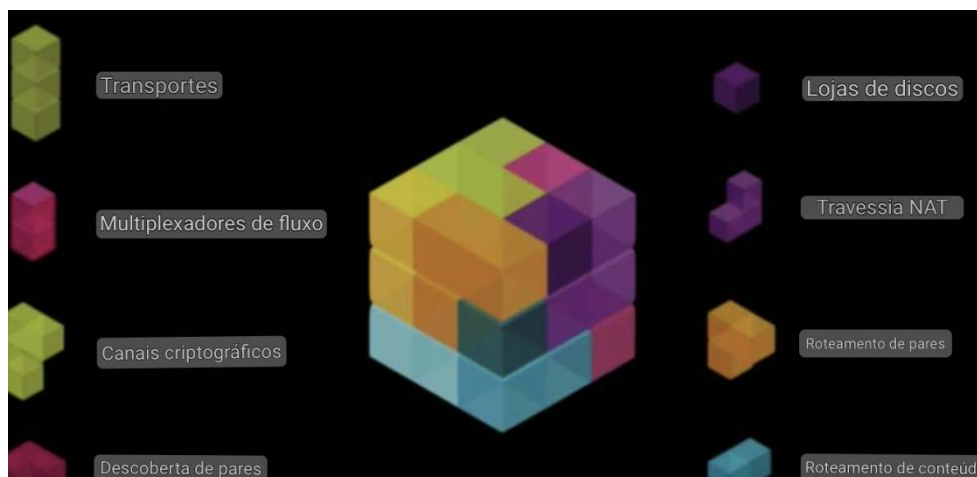 Transportes
Multiplexadores de fluxo
Canais criptográficos
Descoberta de pares
Lojas de discos
Travessia NAT
Roteamento de pares
Roteamento de conteúd